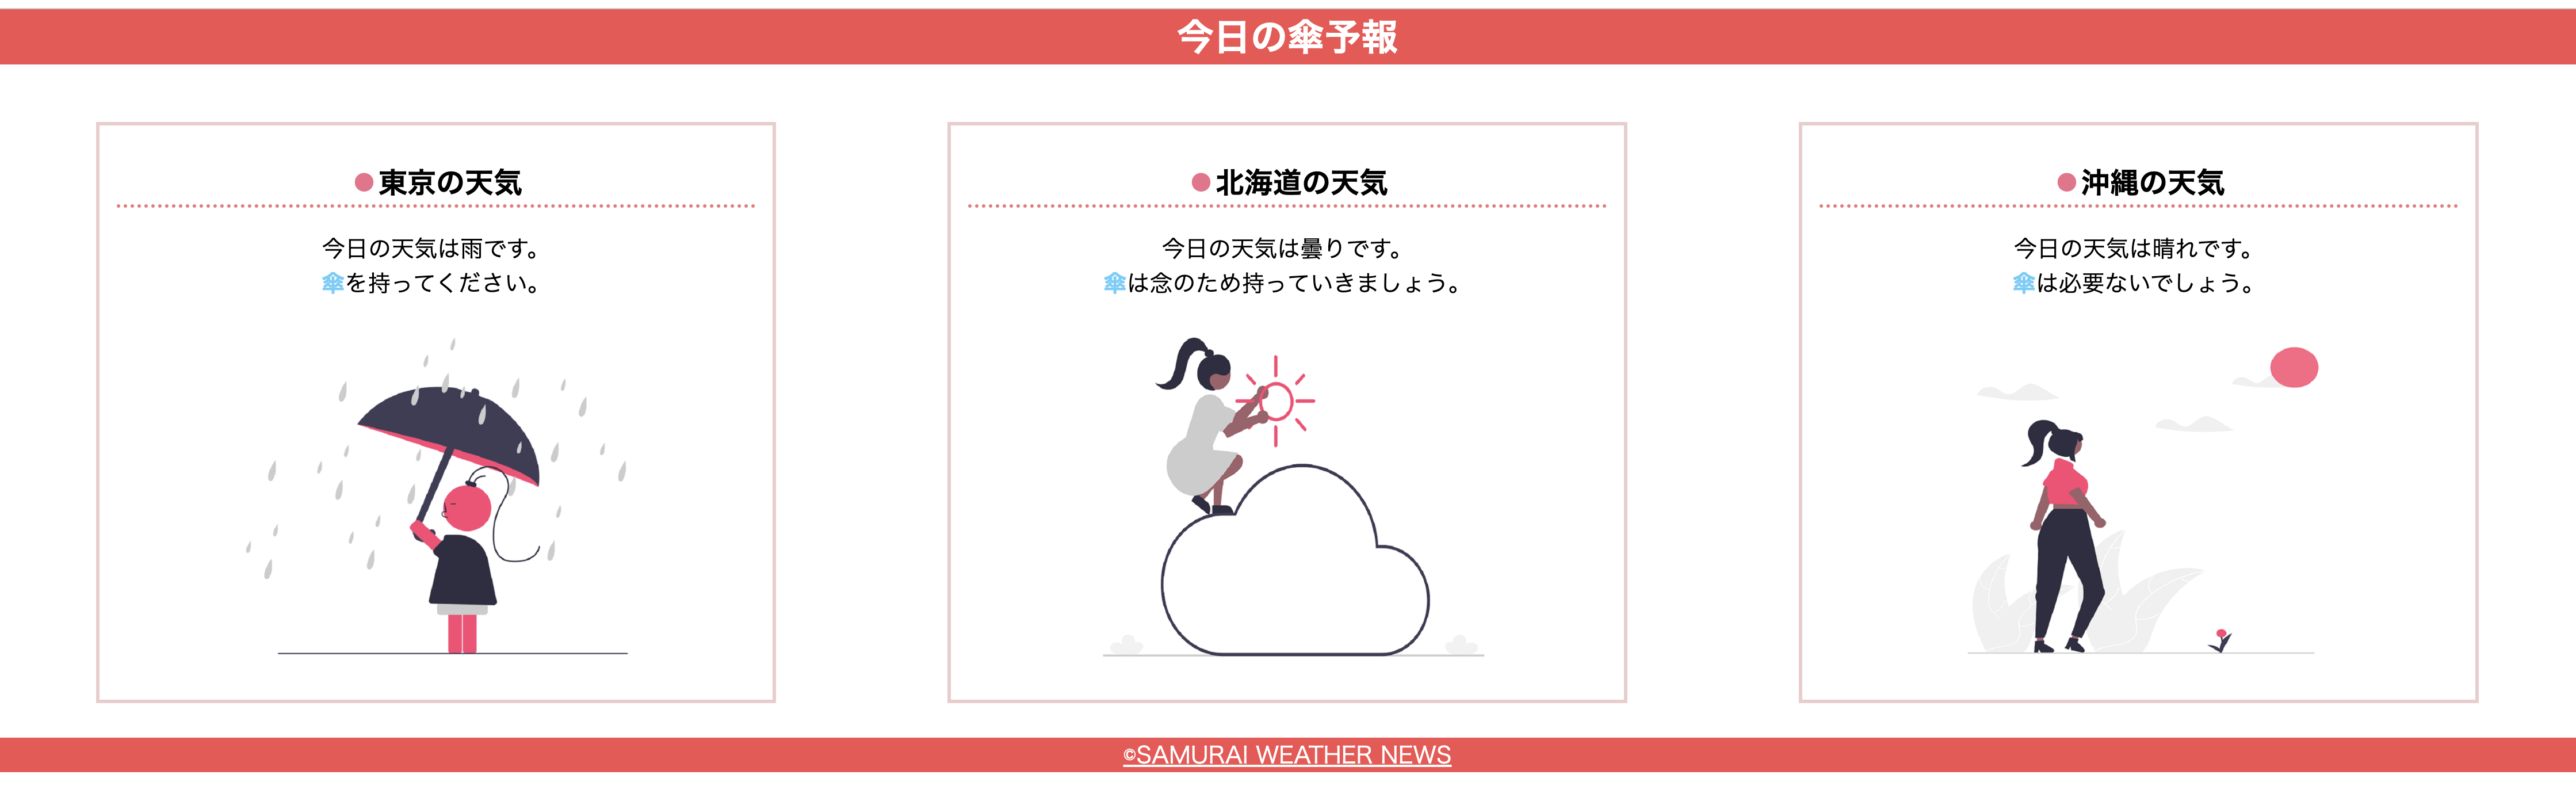 今日の傘予報
●東京の天気
今日の天気は雨です。
傘を持ってください。
●北海道の天気
今日の天気は曇りです。
傘は念のため持っていきましょう。
●沖縄の天気
今日の天気は晴れです。
傘は必要ないでしょう。
©SAMURAI WEATHER NEWS